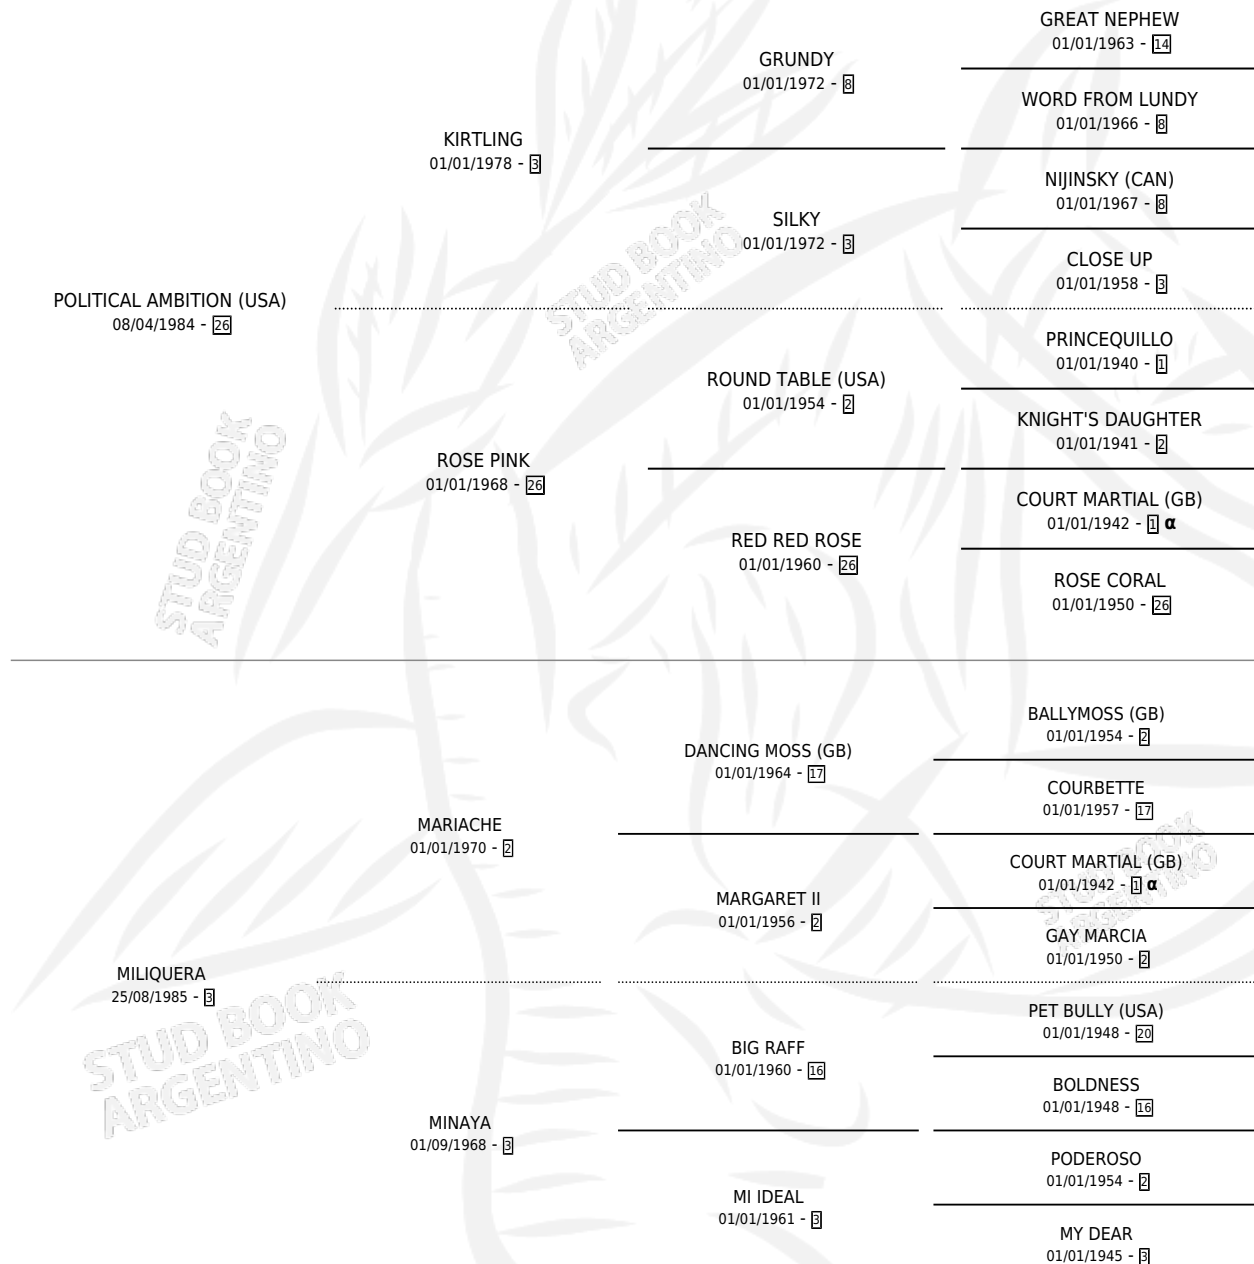 GREAT NEPHEW
01/01/1963 - 14
GRUNDY
01/01/1972 - 8
WORD FROM LUNDY
01/01/1966 - 8
KIRTLING
01/01/1978 - 3
NIJINSKY (CAN)
01/01/1967 - 8
SILKY
01/01/1972 - 3
CLOSE UP
01/01/1958 - 3
POLITICAL AMBITION (USA)
08/04/1984 - 26
PRINCEQUILLO
01/01/1940 - 1
ROUND TABLE (USA)
01/01/1954 - 2
KNIGHT'S DAUGHTER
01/01/1941 - 2
ROSE PINK
01/01/1968 - 26
COURT MARTIAL (GB)
01/01/1942 - 1 α
RED RED ROSE
01/01/1960 - 26
ROSE CORAL
01/01/1950 - 26
BALLYMOSS (GB)
01/01/1954 - 2
DANCING MOSS (GB)
01/01/1964 - 17
COURBETTE
01/01/1957 - 17
MARIACHE
01/01/1970 - 2
COURT MARTIAL (GB)
01/01/1942 - 1 α
MARGARET II
01/01/1956 - 2
GAY MARCIA
01/01/1950 - 2
MILIQUERA
25/08/1985 - 3
PET BULLY (USA)
01/01/1948 - 20
BIG RAFF
01/01/1960 - 16
BOLDNESS
01/01/1948 - 16
MINAYA
01/09/1968 - 3
PODEROSO
01/01/1954 - 2
MI IDEAL
01/01/1961 - 3
MY DEAR
01/01/1945 - 3
STUD BOOK
ARGENTINO
STUD BOOK
ARGENTINO
STUD BOOK
ARGENTINO
STUD BOOK
ARGENTINO